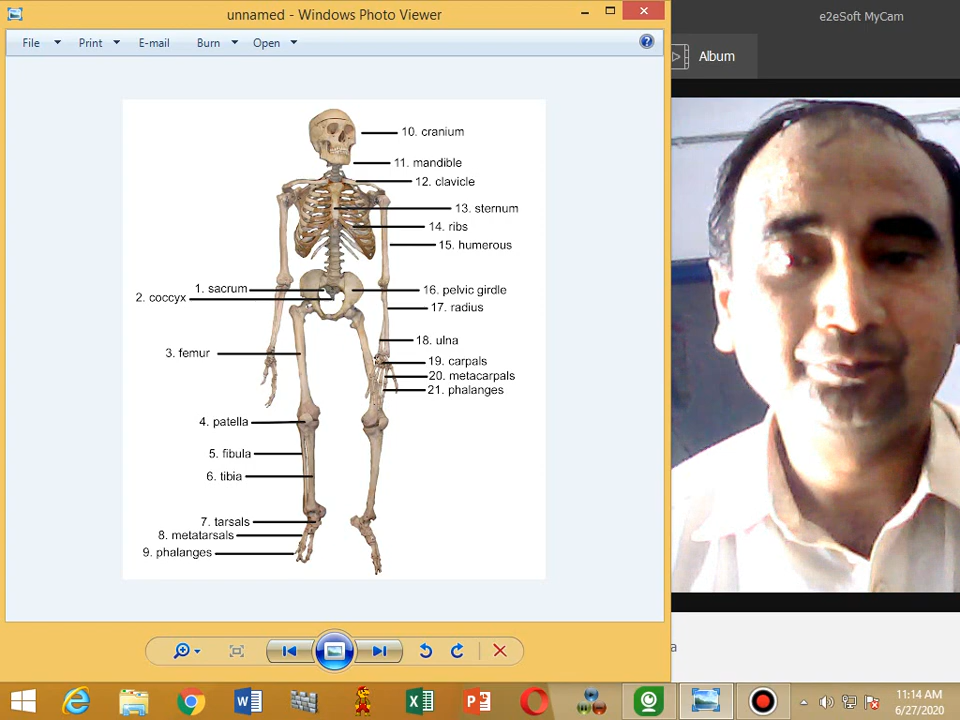 unnamed - Windows Photo Viewer
e2eSoft MyCam
File Print E-mail Burn Open
Album
10. cranium
11. mandible
12. clavicle
13. sternum
14. ribs
15. humerous
1. sacrum
2. coccyx
16. pelvic girdle
17. radius
18. ulna
3. femur
19. carpals
20. metacarpals
21. phalanges
4. patella
5. fibula
6. tibia
7. tarsals
8. metatarsals
9. phalanges
a
11:14 AM
6/27/2020